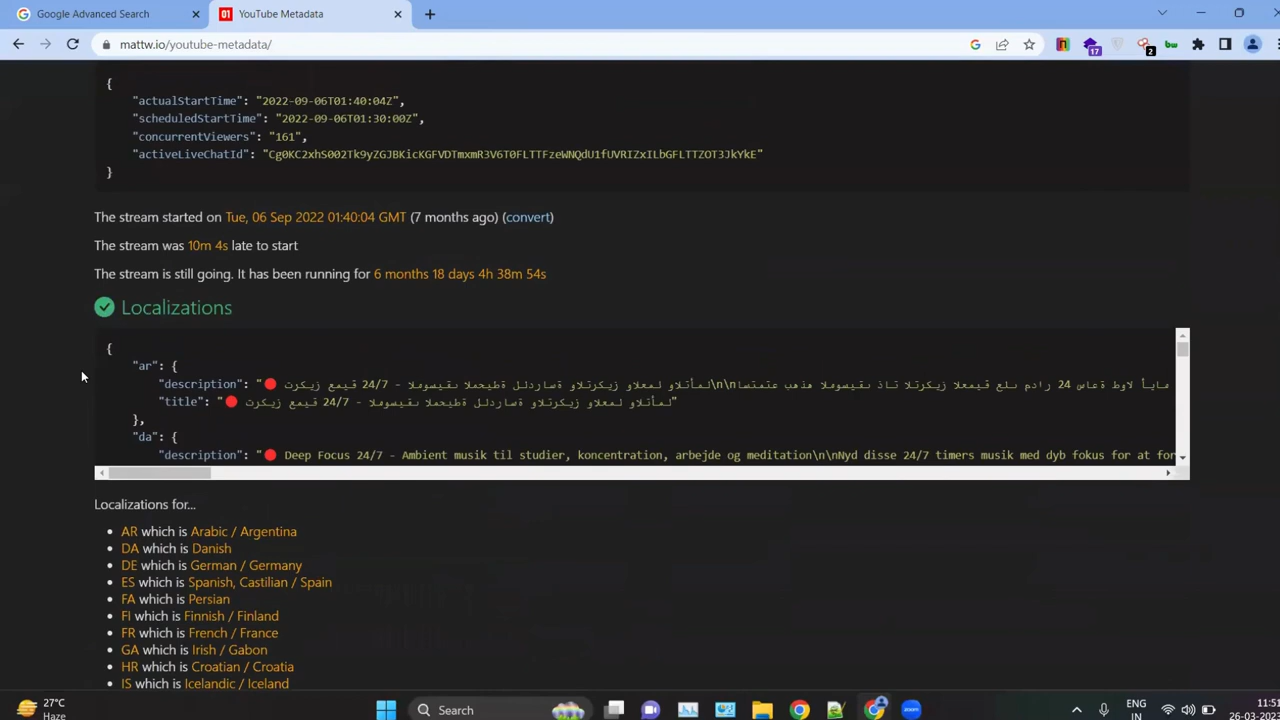 Google Advanced Search
YouTube Metadata
mattw.io/youtube-metadata/
17
2
{
"actualStartTime": "2022-09-06T01:40:04Z",
"scheduledStartTime": "2022-09-06T01:30:00Z",
"concurrentViewers": "161",
"activeLiveChatId":
}
The stream started on Tue, 06 Sep 2022 01:40:04 GMT (7 months ago) (convert)
The stream was 10m 4s late to start
The stream is still going. It has been running for 6 months 18 days 4h 38m 54s
Localizations
{
"ar": {
"description": " 24/7 -
"title": " 24/7 -
},
"da": {
"description": "🔴 Deep Focus 24/7 - Ambient musik til studier, koncentration, arbejde og meditation\n\nNyd disse 24/7 timers musik med dyb fokus for at for
Localizations for...
• AR which is Arabic / Argentina
• DA which is Danish
• DE which is German / Germany
• ES which is Spanish, Castilian / Spain
• FA which is Persian
• FI which is Finnish / Finland
• FR which is French / France
• GA which is Irish / Gabon
• HR which is Croatian / Croatia
• IS which is Icelandic / Iceland
27°C
Haze
Search
zoom
ENG
IN
11:5
26-03-2023